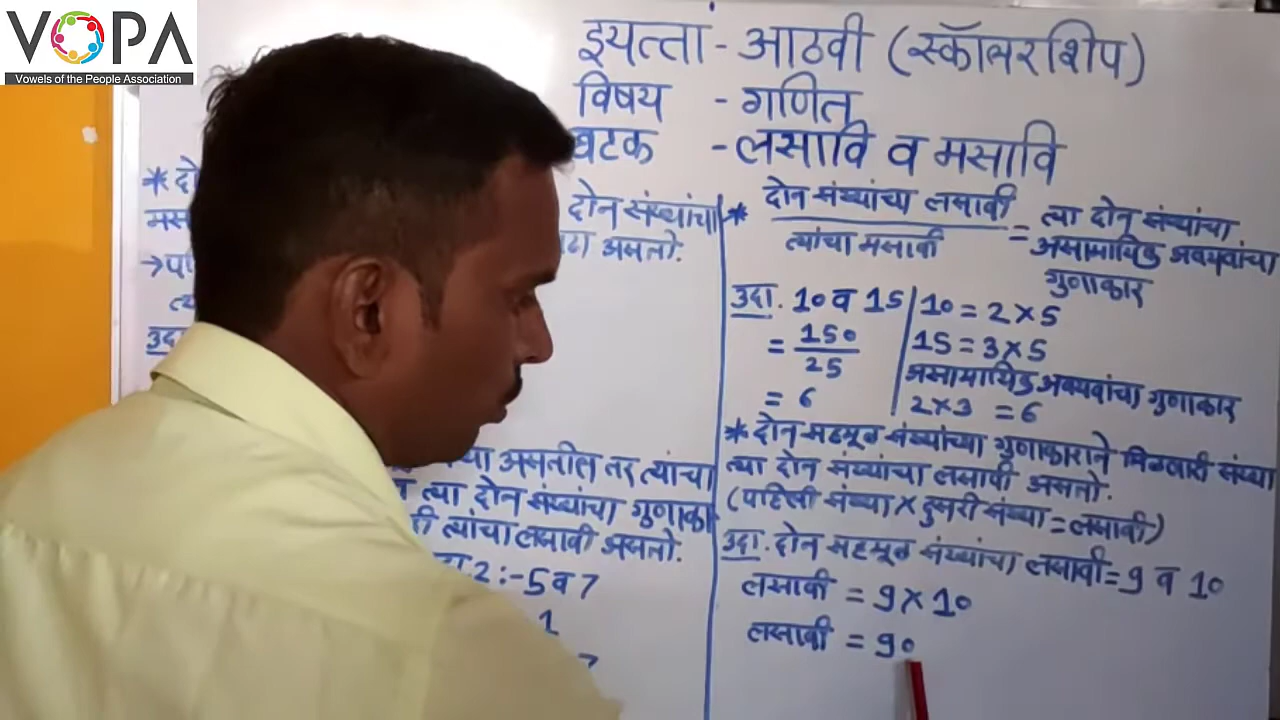 VOPA
Vowels of the People Association
इयत्ता - आठवी (स्कॉलरशिप)
विषय - गणित
घटक - लसावि व मसावि
* दो
मस
→
उदा
दोन संख्यांचा
असतो.
असतील तर त्यांचा
त्या दोन संख्यांचा गुणाका
त्यांचा लसावी असतो.
2:- 5 व 7
1
* दोन संख्यांचा लसावी / त्यांचा मसावी = त्या दोन संख्यांचा
असामायिक अवयवांचा
गुणाकार
उदा. 10 व 15
= 150 / 25
= 6
10 = 2 × 5
15 = 3 × 5
असामायिक अवयवांचा गुणाकार
2 × 3 = 6
* दोन सहमूळ संख्यांच्या गुणाकाराने मिळणारी संख्या
त्या दोन संख्यांचा लसावी असतो.
(पहिली संख्या × दुसरी संख्या = लसावी)
उदा. दोन सहमूळ संख्यांचा लसावी = 9 व 10
लसावी = 9 × 10
लसावी = 90